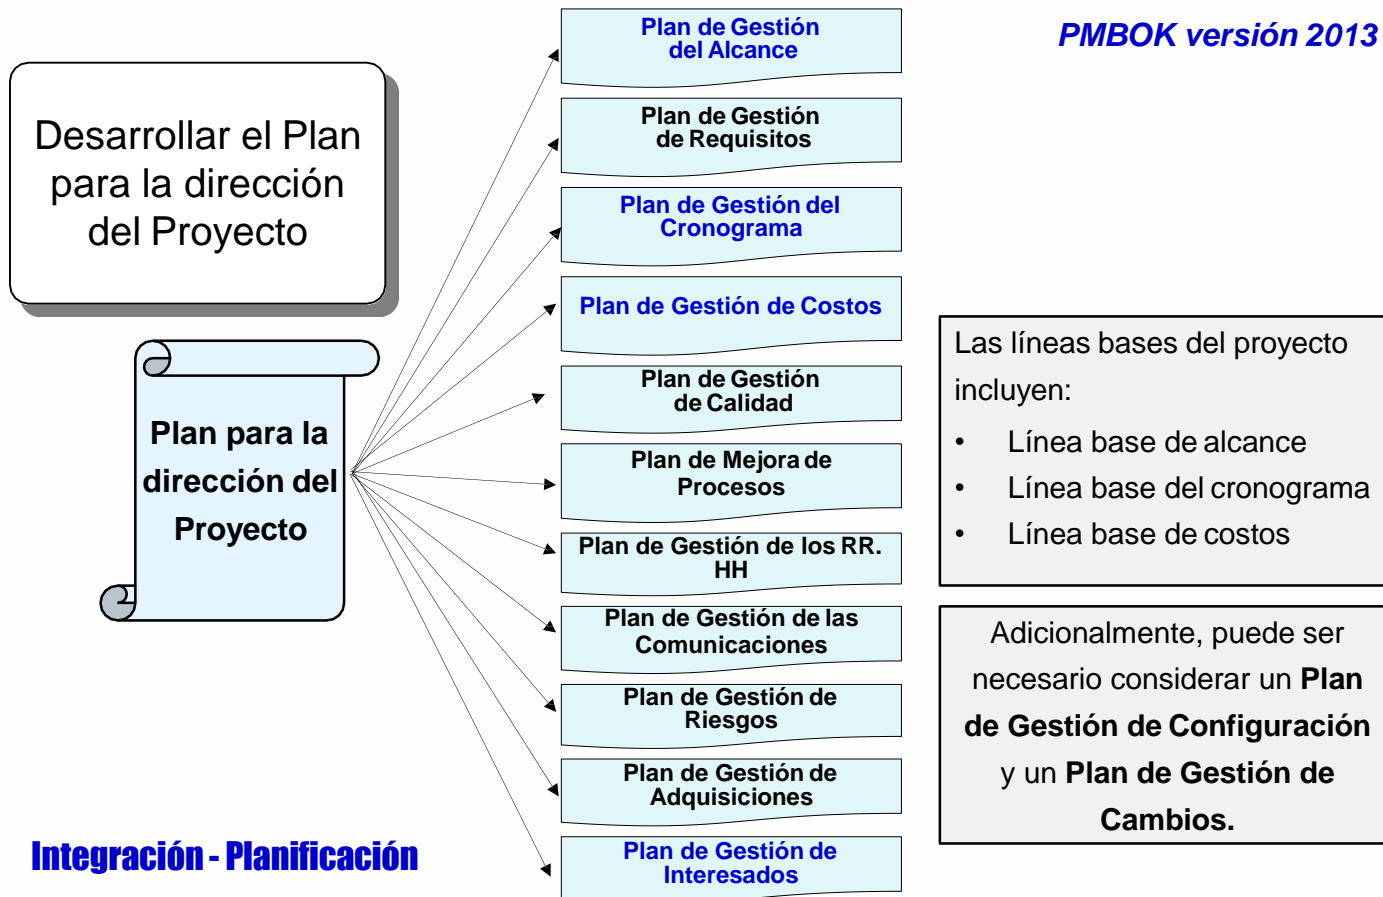 PMBOK versión 2013
Desarrollar el Plan
para la dirección
del Proyecto
Plan para la
dirección del
Proyecto
Plan de Gestión
del Alcance
Plan de Gestión
de Requisitos
Plan de Gestión del
Cronograma
Plan de Gestión de Costos
Plan de Gestión
de Calidad
Plan de Mejora de
Procesos
Plan de Gestión de los RR.
HH
Plan de Gestión de las
Comunicaciones
Plan de Gestión de
Riesgos
Plan de Gestión de
Adquisiciones
Plan de Gestión de
Interesados
Las líneas bases del proyecto
incluyen:
• Línea base de alcance
• Línea base del cronograma
• Línea base de costos
Adicionalmente, puede ser
necesario considerar un Plan
de Gestión de Configuración
y un Plan de Gestión de
Cambios.
Integración - Planificación